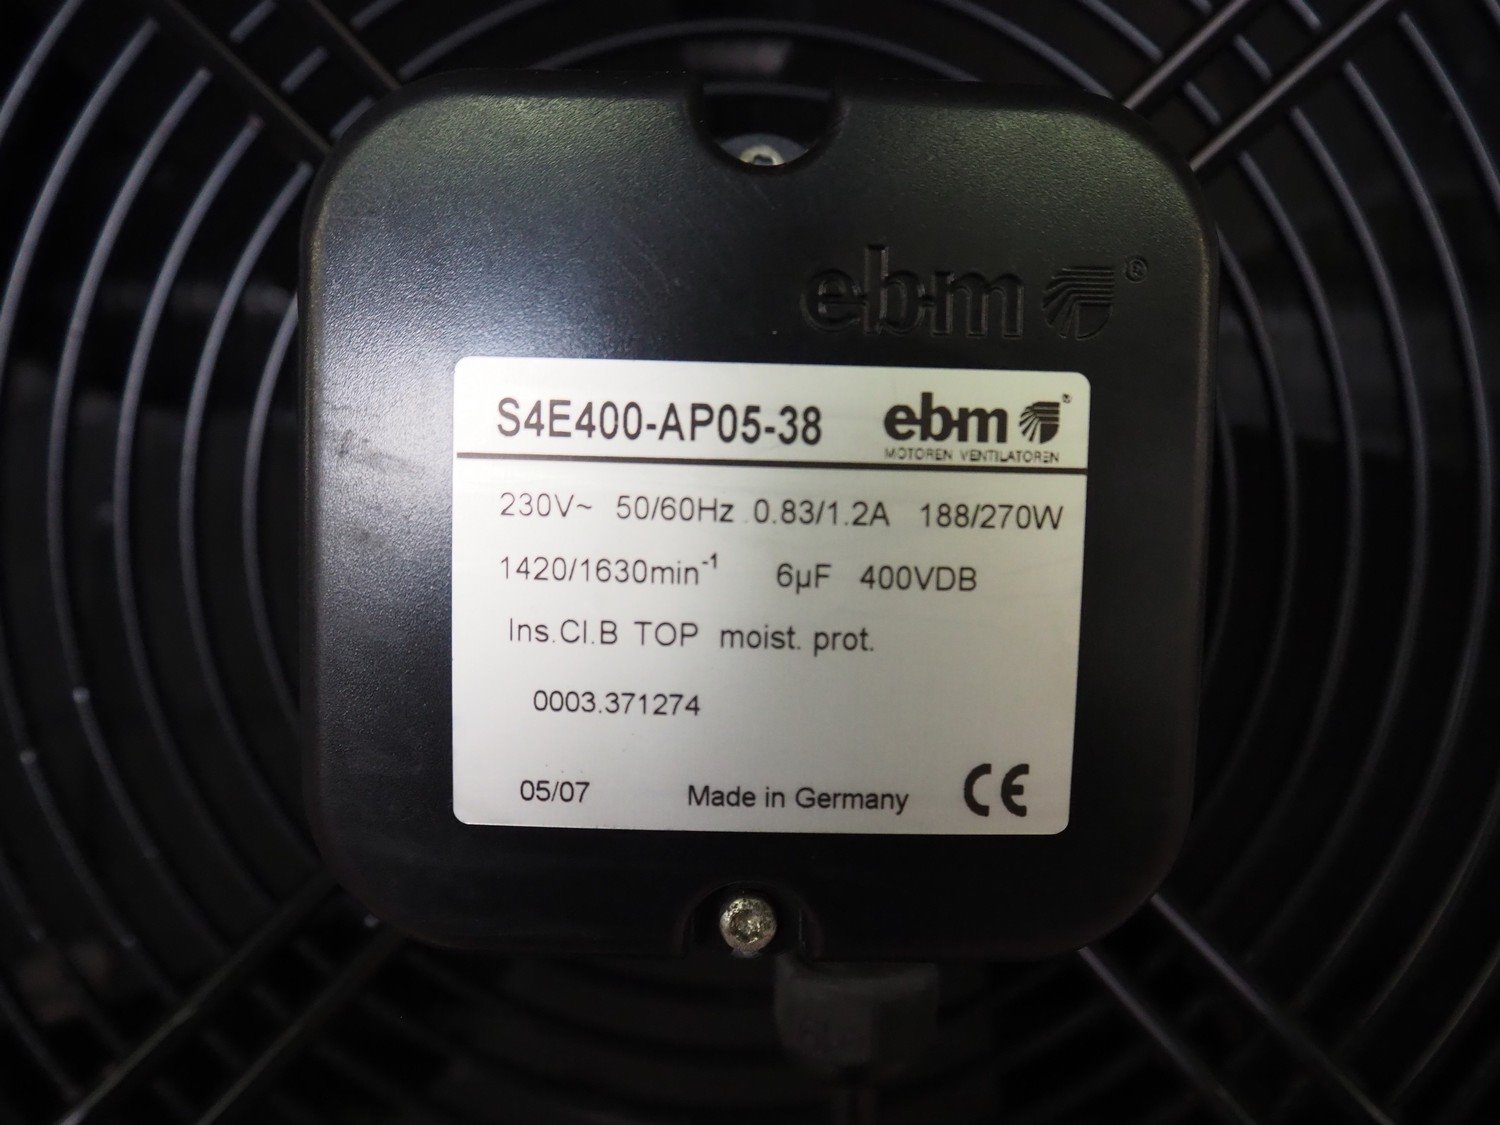 ebm ®
S4E400-AP05-38 ebm ®
MOTOREN VENTILATOREN
230V~ 50/60Hz 0.83/1.2A 188/270W
1420/1630min⁻¹ 6µF 400VDB
Ins.Cl.B TOP moist. prot.
0003.371274
05/07 Made in Germany CE